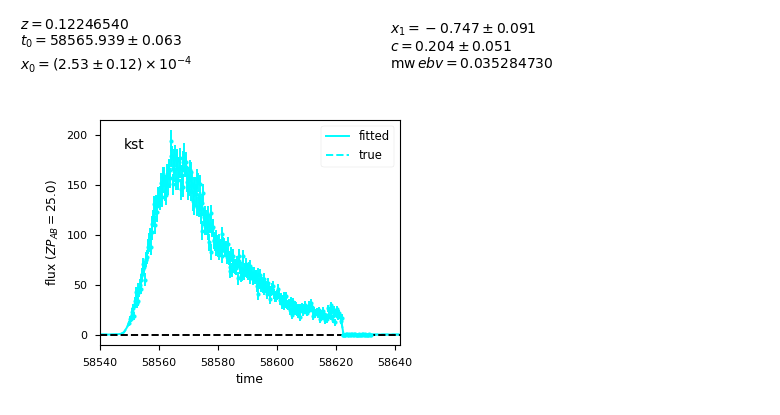 z = 0.12246540
t₀ = 58565.939 ± 0.063
x₀ = (2.53 ± 0.12) × 10⁻⁴
x₁ = − 0.747 ± 0.091
c = 0.204 ± 0.051
mw ebv = 0.035284730
kst
fitted
true
flux (ZP_AB = 25.0)
200
150
100
50
0
58540 58560 58580 58600 58620 58640
time